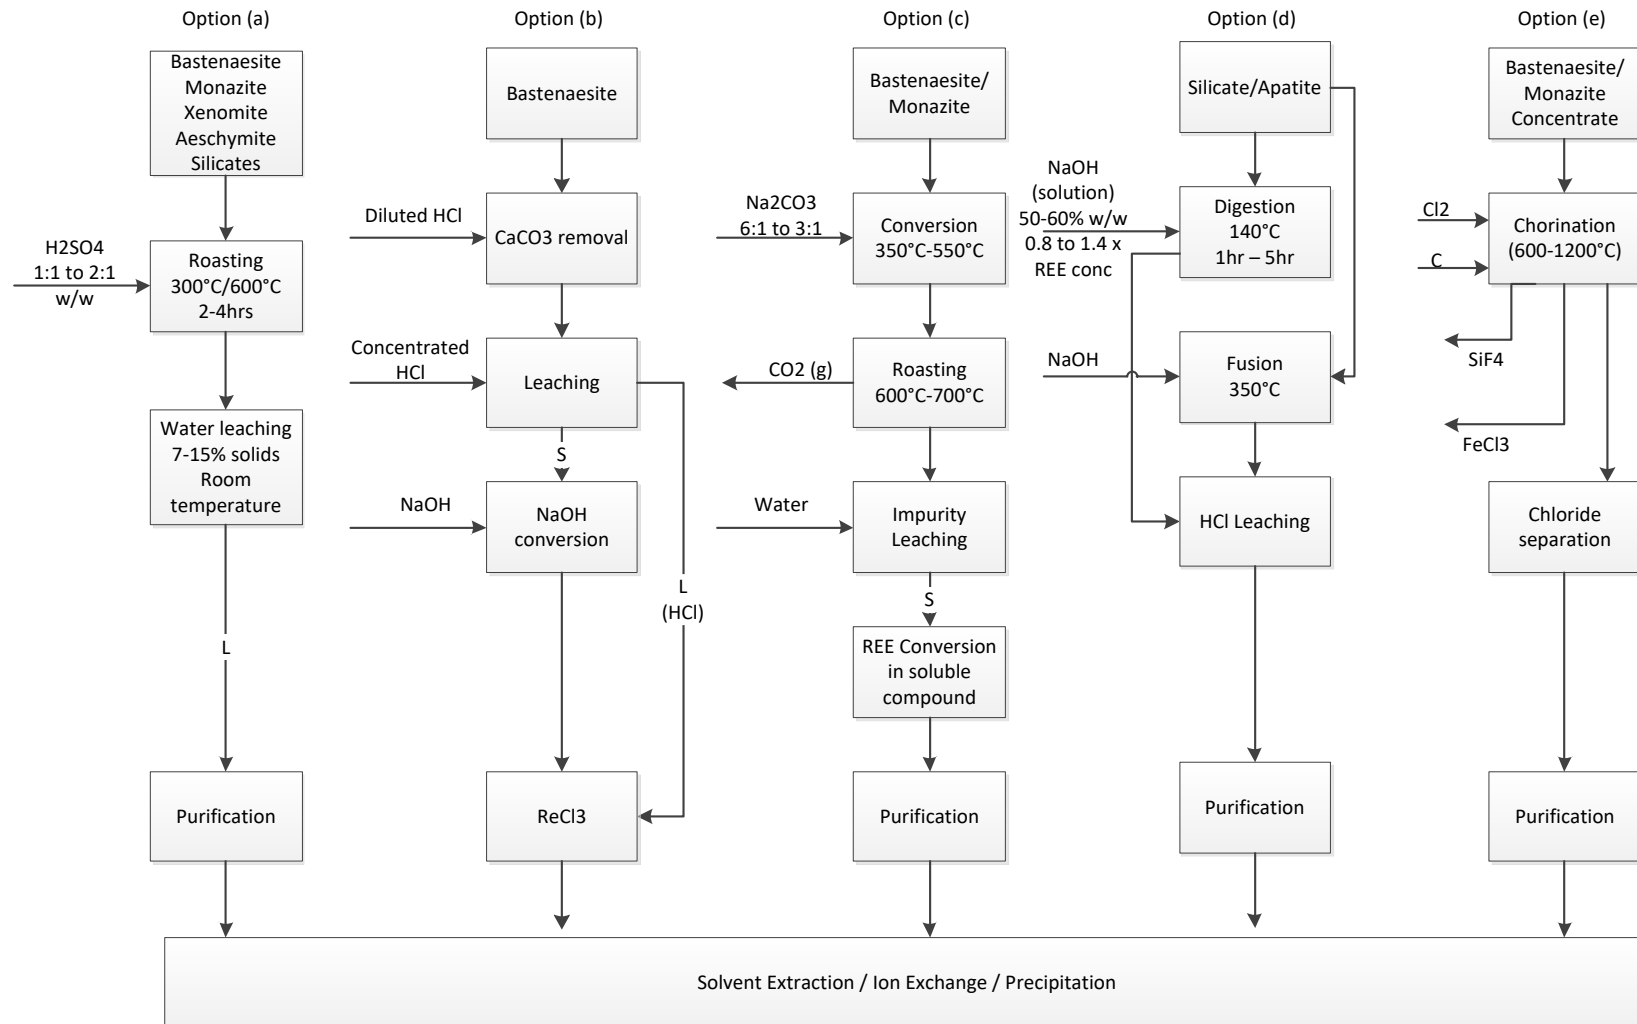 Option (a)
Bastenaesite
Monazite
Xenomite
Aeschymite
Silicates
H2SO4
1:1 to 2:1
w/w
Roasting
300°C/600°C
2-4hrs
Water leaching
7-15% solids
Room
temperature
L
Purification
Option (b)
Bastenaesite
Diluted HCl
CaCO3 removal
Concentrated
HCl
Leaching
S
NaOH
NaOH
conversion
L
(HCl)
ReCl3
Option (c)
Bastenaesite/
Monazite
Na2CO3
6:1 to 3:1
Conversion
350°C-550°C
CO2 (g)
Roasting
600°C-700°C
Water
Impurity
Leaching
S
REE Conversion
in soluble
compound
Purification
Option (d)
Silicate/Apatite
NaOH
(solution)
50-60% w/w
0.8 to 1.4 x
REE conc
Digestion
140°C
1hr – 5hr
NaOH
Fusion
350°C
HCl Leaching
Purification
Option (e)
Bastenaesite/
Monazite
Concentrate
Cl2
C
Chorination
(600-1200°C)
SiF4
FeCl3
Chloride
separation
Purification
Solvent Extraction / Ion Exchange / Precipitation